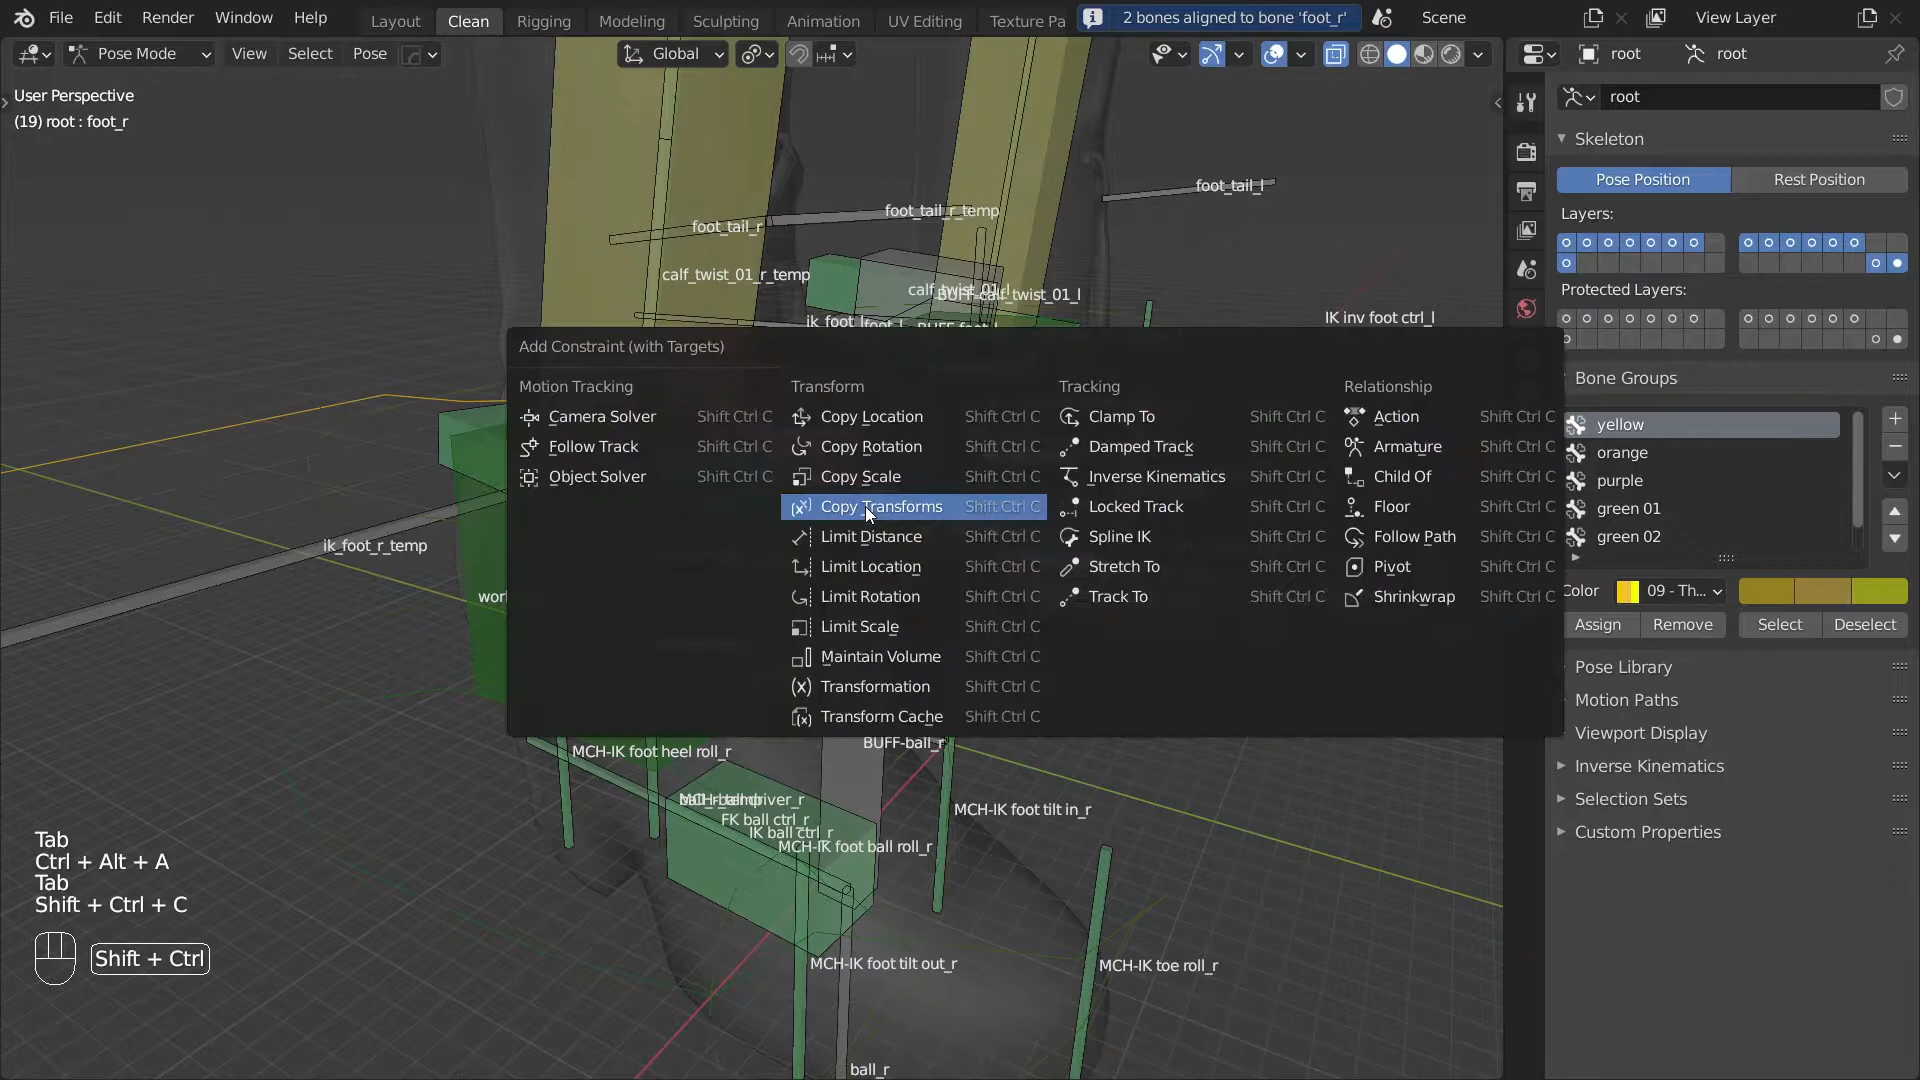 File Edit Render Window Help
Layout Clean Rigging Modeling Sculpting Animation UV Editing Texture Pa
2 bones aligned to bone 'foot_r'
Scene
View Layer
Pose Mode View Select Pose
Global
root root
User Perspective
(19) root : foot_r
root
Skeleton
Pose Position Rest Position
Layers:
Protected Layers:
foot_tail_l
foot_tail_r_temp
foot_tail_r
calf_twist_01_r_temp
calf_twist_01_l
BUFF-calf_twist_01_l
ik_foot_l
foot_l
BUFF-foot_l
IK inv foot ctrl_l
Add Constraint (with Targets)
Motion Tracking
Camera Solver Shift Ctrl C
Follow Track Shift Ctrl C
Object Solver Shift Ctrl C
Transform
Copy Location Shift Ctrl C
Copy Rotation Shift Ctrl C
Copy Scale Shift Ctrl C
Copy Transforms Shift Ctrl C
Limit Distance Shift Ctrl C
Limit Location Shift Ctrl C
Limit Rotation Shift Ctrl C
Limit Scale Shift Ctrl C
Maintain Volume Shift Ctrl C
Transformation Shift Ctrl C
Transform Cache Shift Ctrl C
Tracking
Clamp To Shift Ctrl C
Damped Track Shift Ctrl C
Inverse Kinematics Shift Ctrl C
Locked Track Shift Ctrl C
Spline IK Shift Ctrl C
Stretch To Shift Ctrl C
Track To Shift Ctrl C
Relationship
Action Shift Ctrl C
Armature Shift Ctrl C
Child Of Shift Ctrl C
Floor Shift Ctrl C
Follow Path Shift Ctrl C
Pivot Shift Ctrl C
Shrinkwrap Shift Ctrl C
Bone Groups
yellow
orange
purple
green 01
green 02
Color 09 - Th...
Assign Remove Select Deselect
Pose Library
Motion Paths
Viewport Display
Inverse Kinematics
Selection Sets
Custom Properties
ik_foot_r_temp
worl
BUFF-ball_r
MCH-IK foot heel roll_r
FK ball ctrl_r
IK ball ctrl_r
MCH-IK foot ball roll_r
MCH-IK foot tilt in_r
MCH-IK foot tilt out_r
MCH-IK toe roll_r
ball_r
Tab
Ctrl + Alt + A
Tab
Shift + Ctrl + C
Shift + Ctrl